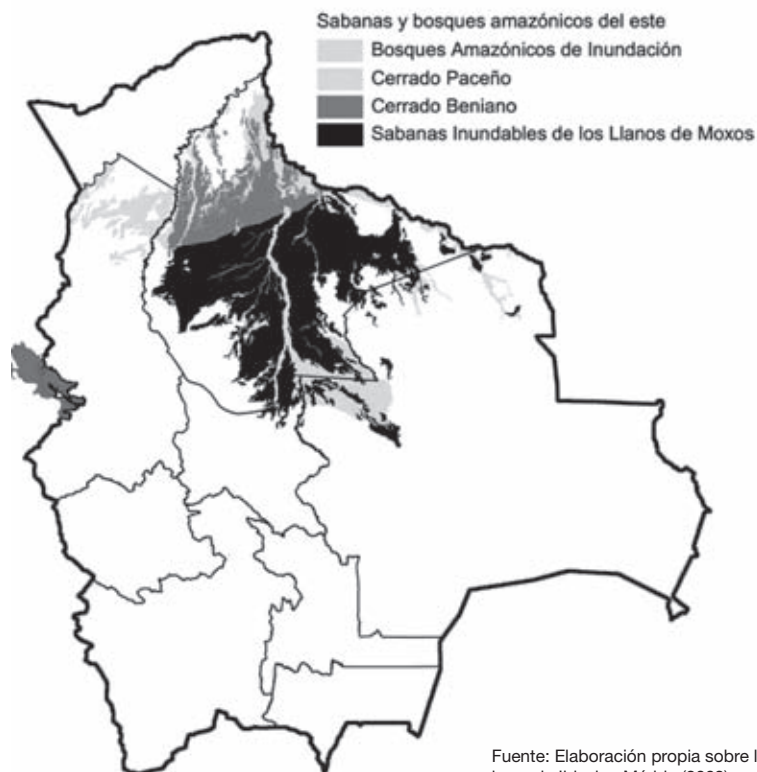 Sabanas y bosques amazónicos del este
Bosques Amazónicos de Inundación
Cerrado Paceño
Cerrado Beniano
Sabanas Inundables de los Llanos de Moxos
Fuente: Elaboración propia sobre l